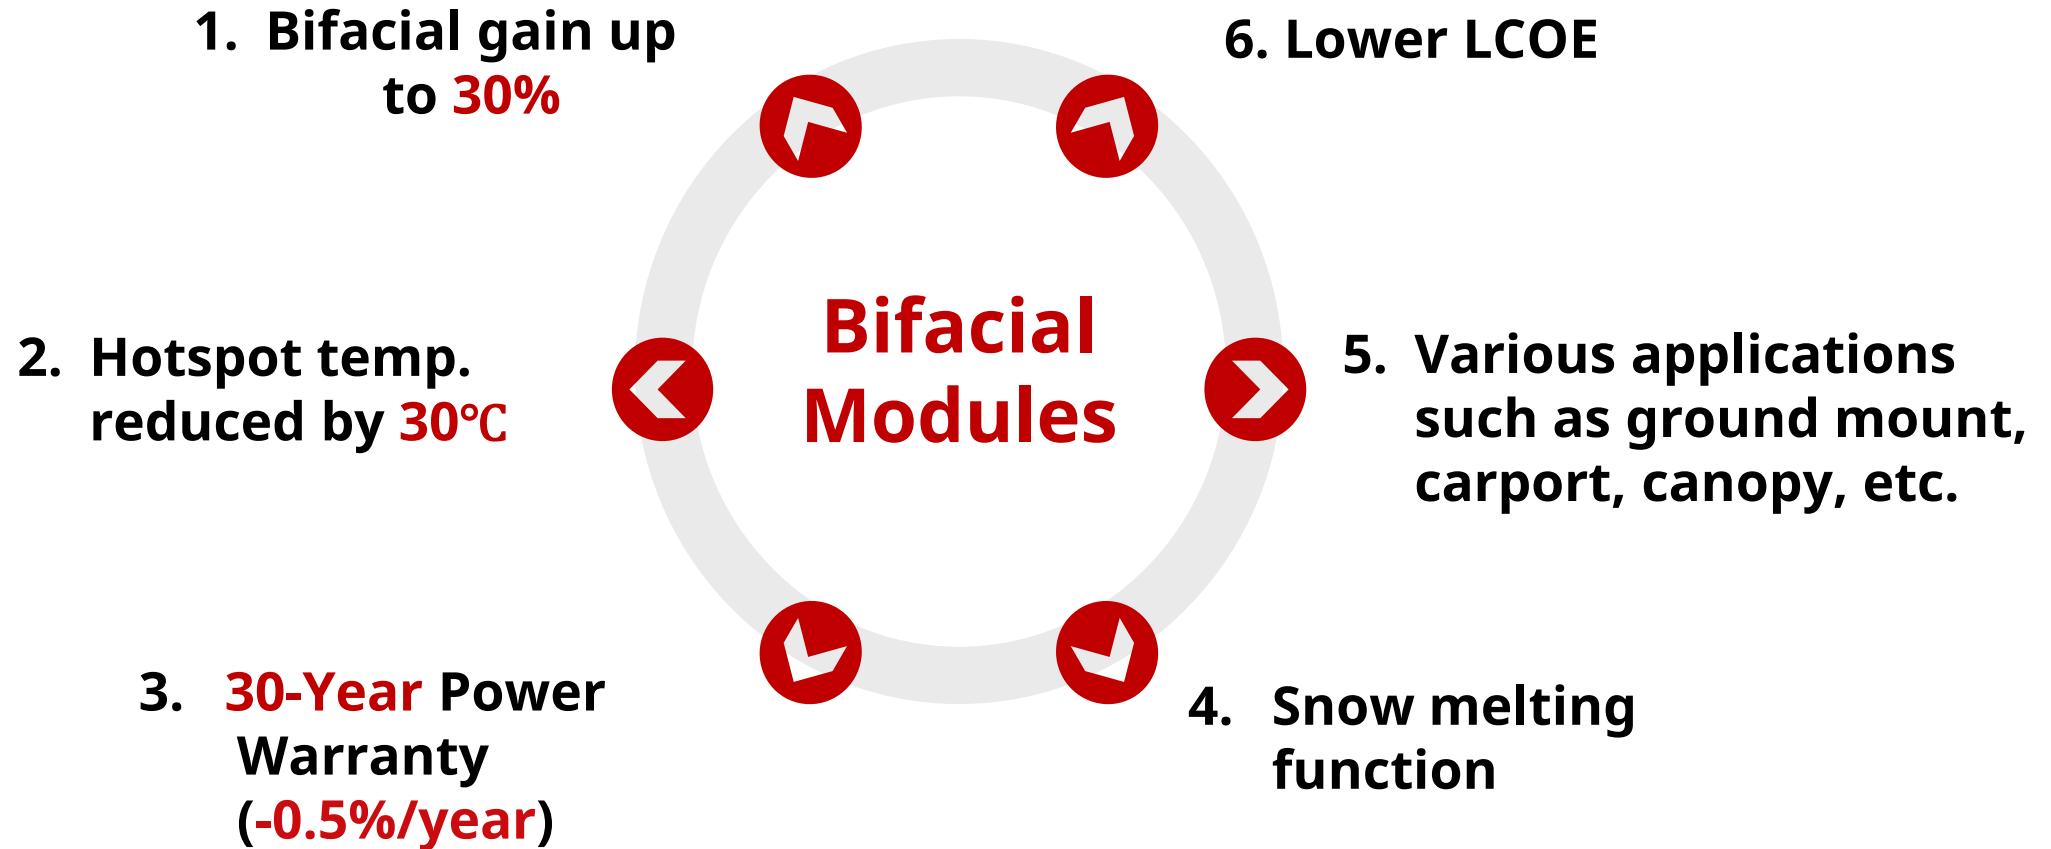 1. Bifacial gain up
to 30%
2. Hotspot temp.
reduced by 30℃
3. 30-Year Power
Warranty
(-0.5%/year)
Bifacial
Modules
6. Lower LCOE
5. Various applications
such as ground mount,
carport, canopy, etc.
4. Snow melting
function